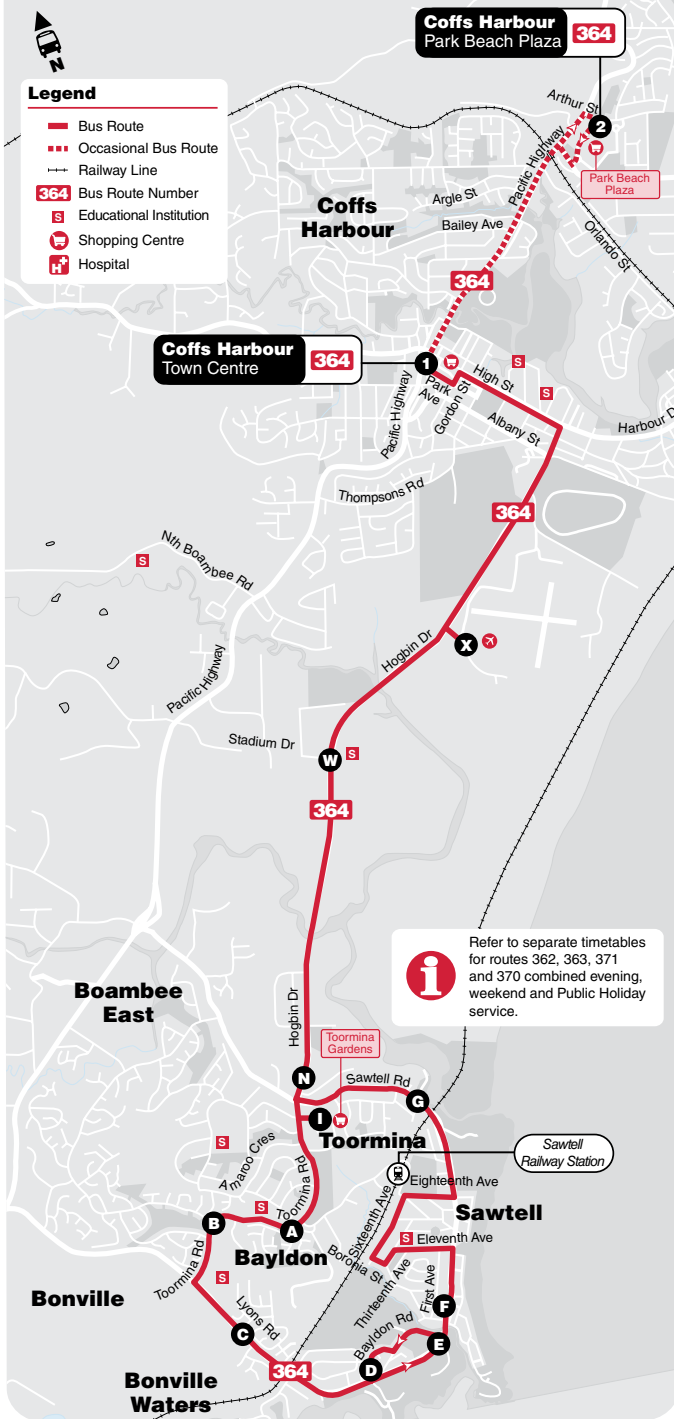 Coffs Harbour
Park Beach Plaza
364
N
Legend
Bus Route
Occasional Bus Route
Railway Line
364 Bus Route Number
S Educational Institution
Shopping Centre
H Hospital
Arthur St
2
Pacific Highway
Park Beach
Plaza
Argle St
Coffs
Harbour
Bailey Ave
Orlando St
364
Coffs Harbour
Town Centre
364
1
S
High St
S
Park
Ave
Gordon St
Pacific Highway
Albany St
Harbour D
Thompsons Rd
364
Nth Boambee Rd
S
Hogbin Dr
X
Pacific Highway
Stadium Dr
W
S
364
Refer to separate timetables
for routes 362, 363, 371
and 370 combined evening,
weekend and Public Holiday
service.
Boambee
East
Hogbin Dr
Toormina
Gardens
N
Sawtell Rd
G
I
Toormina
S
Amaroo Cres
Toormina Rd
Sawtell
Railway Station
Eighteenth Ave
Sixteenth Ave
Sawtell
S
B
A
S
Eleventh Ave
Bayldon
Boronia St
Toormina Rd
Thirteenth Ave
First Ave
S
Bonville
Lyons Rd
F
Bayldon Rd
C
E
D
364
Bonville
Waters